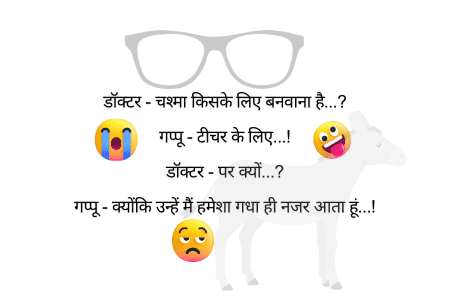 डॉक्टर - चश्मा किसके लिए बनवाना है...?
गप्पू - टीचर के लिए...!
डॉक्टर - पर क्यों...?
गप्पू - क्योंकि उन्हें मैं हमेशा गधा ही नजर आता हूं...!